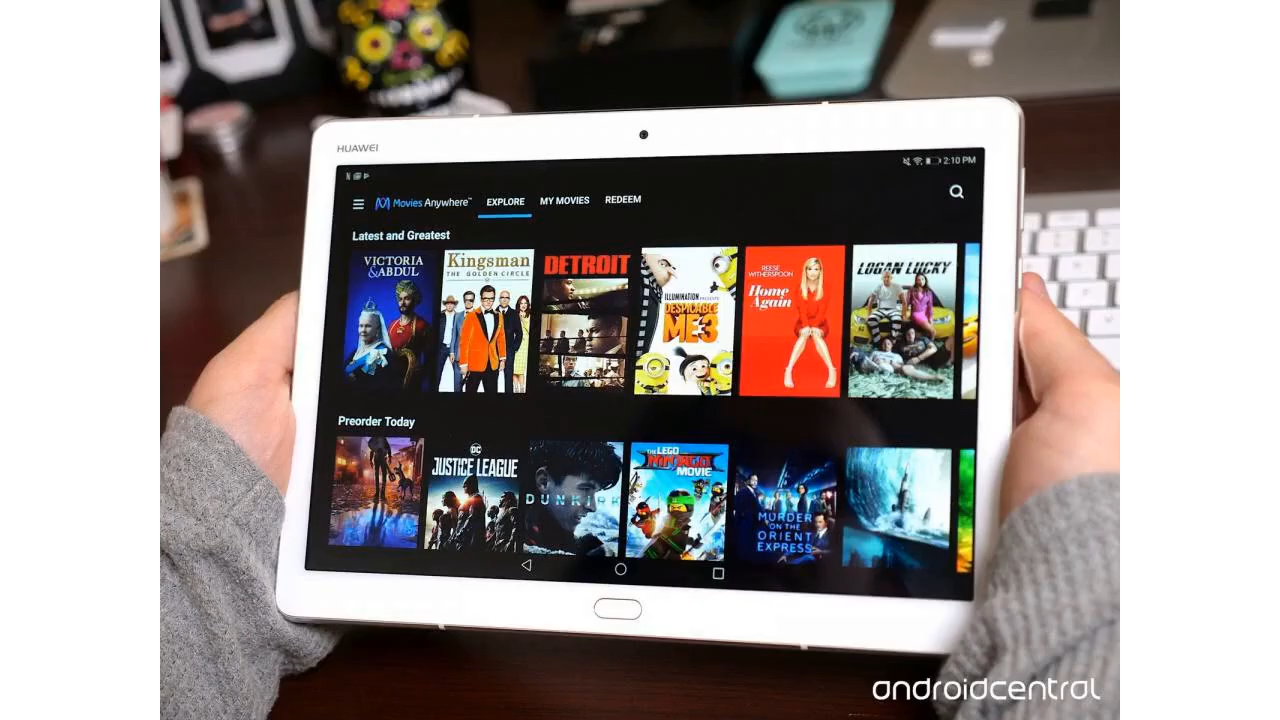 HUAWEI
2:10 PM
Movies Anywhere™ EXPLORE MY MOVIES REDEEM
Latest and Greatest
VICTORIA
& ABDUL
Kingsman
THE GOLDEN CIRCLE
DETROIT
ILLUMINATION PRESENTS
DESPICABLE
ME3
REESE
WITHERSPOON
Home
Again
LOGAN LUCKY
Preorder Today
DC
JUSTICE LEAGUE
DUNKIRK
THE LEGO
NINJAGO
MOVIE
MURDER
ON THE
ORIENT
EXPRESS
androidcentral